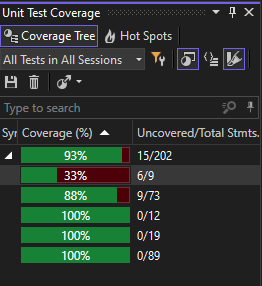 Unit Test Coverage
Coverage Tree Hot Spots
All Tests in All Sessions
Type to search
Syı Coverage (%) Uncovered/Total Stmts.
93% 15/202
33% 6/9
88% 9/73
100% 0/12
100% 0/19
100% 0/89